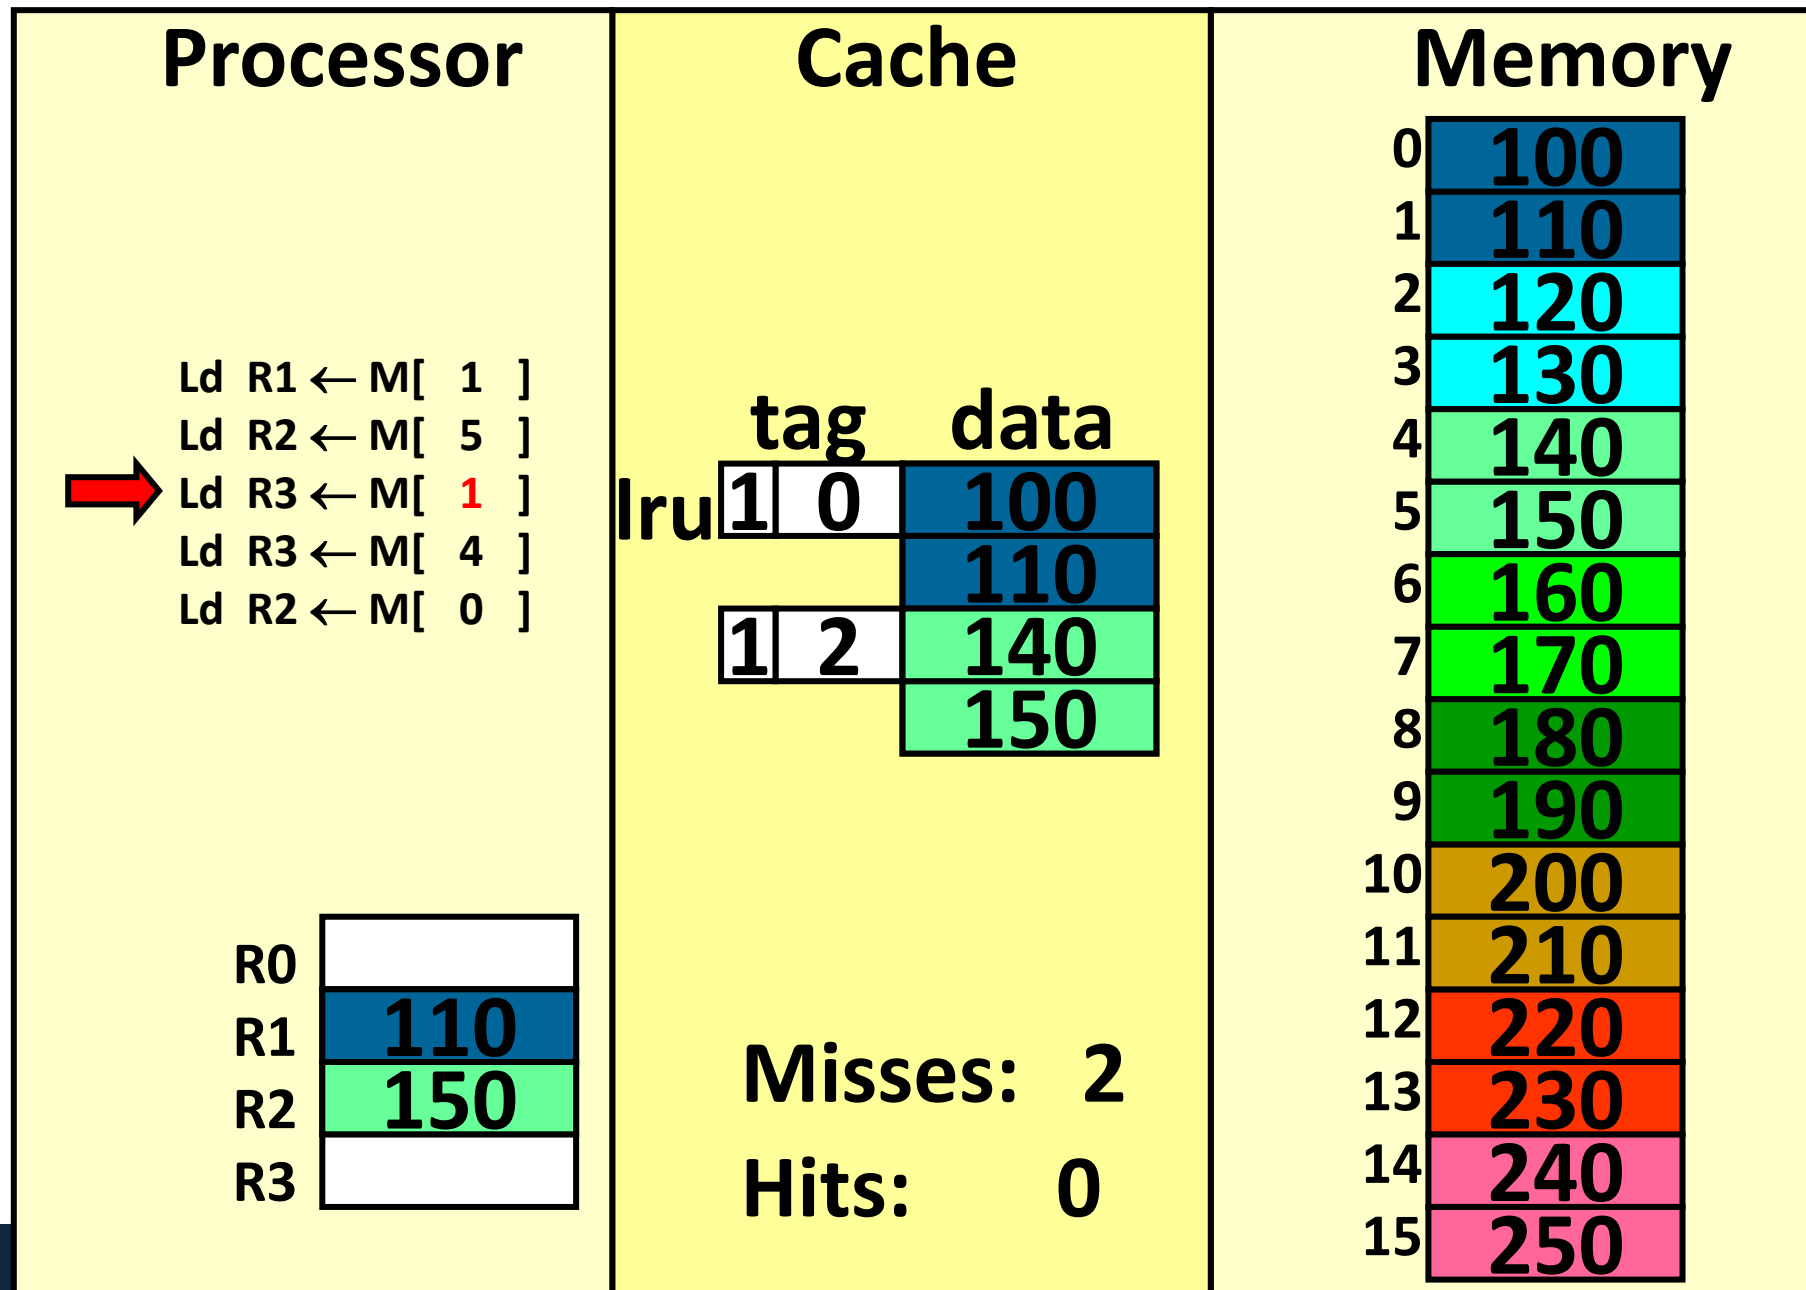 Processor
Ld R1 ← M[ 1 ]
Ld R2 ← M[ 5 ]
Ld R3 ← M[ 1 ]
Ld R3 ← M[ 4 ]
Ld R2 ← M[ 0 ]
R0
R1 110
R2 150
R3
Cache
tag data
lru 1 0 100
110
1 2 140
150
Misses: 2
Hits: 0
Memory
0 100
1 110
2 120
3 130
4 140
5 150
6 160
7 170
8 180
9 190
10 200
11 210
12 220
13 230
14 240
15 250